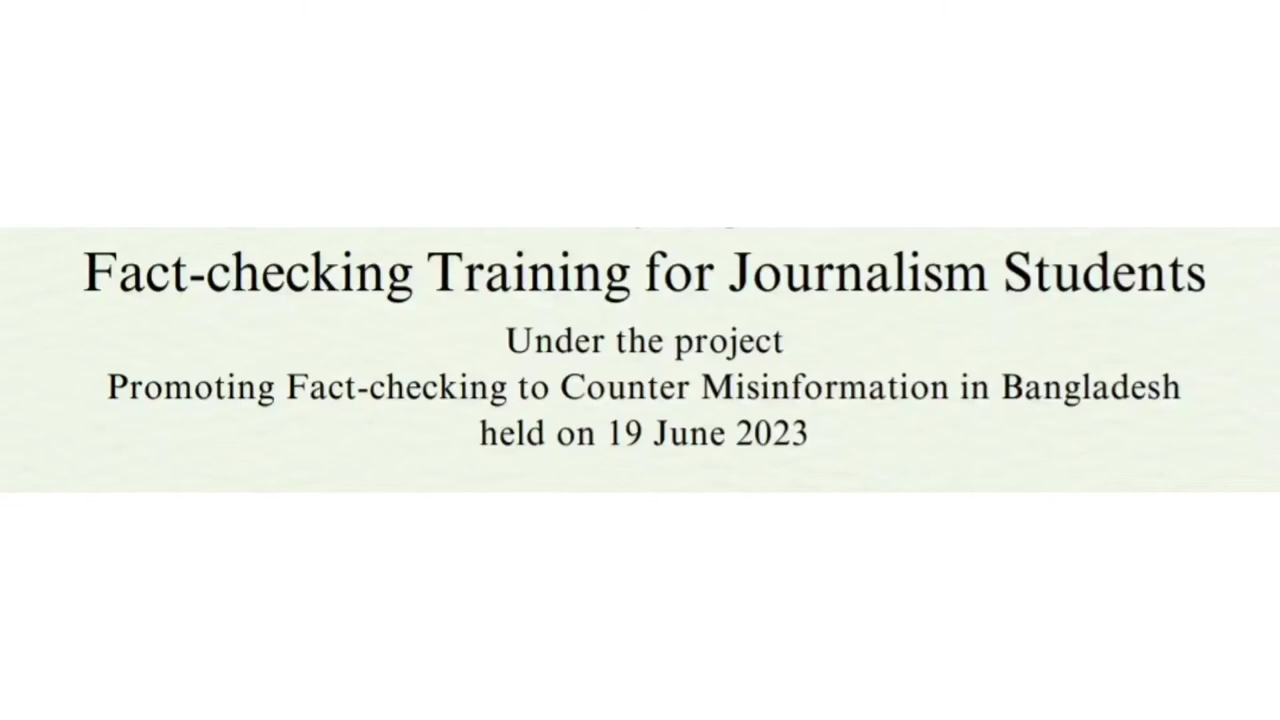 Fact-checking Training for Journalism Students
Under the project
Promoting Fact-checking to Counter Misinformation in Bangladesh
held on 19 June 2023